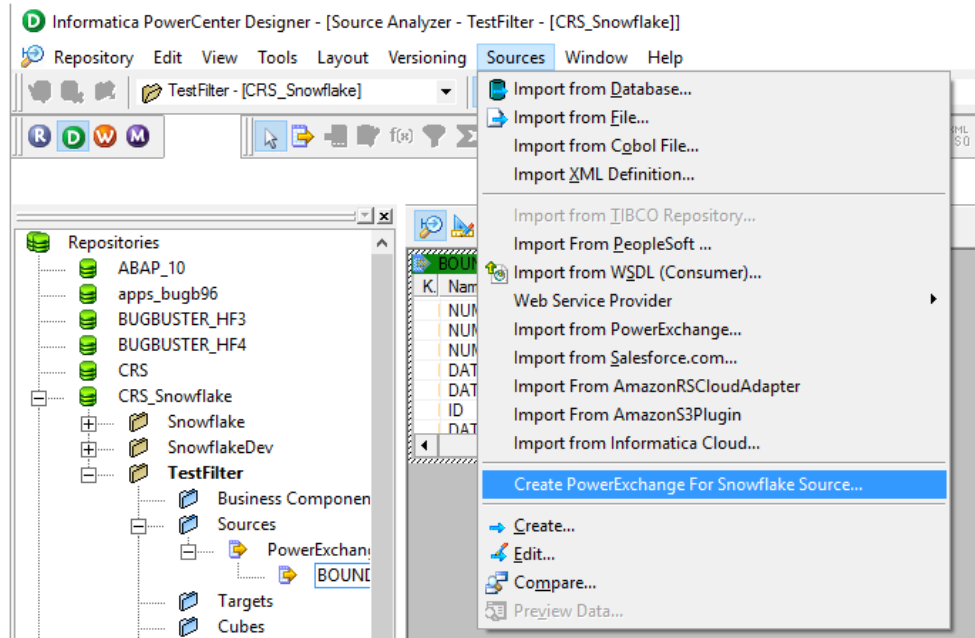 Informatica PowerCenter Designer - [Source Analyzer - TestFilter - [CRS_Snowflake]]
Repository Edit View Tools Layout Versioning Sources Window Help
TestFilter - [CRS_Snowflake]
R D W M
f(x)
Import from Database...
Import from File...
Import from Cobol File...
Import XML Definition...
Import from TIBCO Repository...
Import From PeopleSoft ...
Import from WSDL (Consumer)...
Web Service Provider
Import from PowerExchange...
Import from Salesforce.com...
Import From AmazonRSCloudAdapter
Import From AmazonS3Plugin
Import from Informatica Cloud...
Create PowerExchange For Snowflake Source...
Create...
Edit...
Compare...
Preview Data...
Repositories
ABAP_10
apps_bugb96
BUGBUSTER_HF3
BUGBUSTER_HF4
CRS
CRS_Snowflake
Snowflake
SnowflakeDev
TestFilter
Business Componen
Sources
PowerExchan
BOUND
Targets
Cubes
BOUN
K. Nam
NUM
NUM
NUM
DAT
DAT
ID
DAT